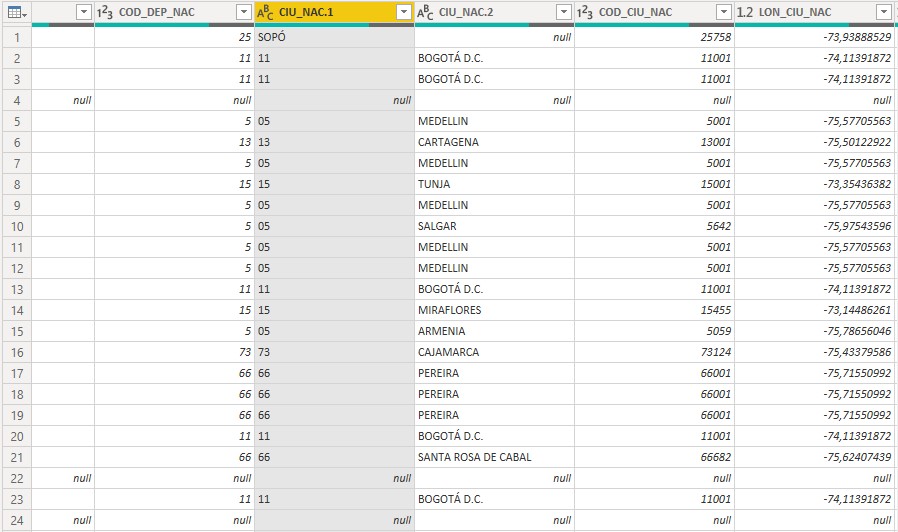 1²3 COD_DEP_NAC ABC CIU_NAC.1 ABC CIU_NAC.2 1²3 COD_CIU_NAC 1.2 LON_CIU_NAC
1 25 SOPÓ null 25758 -73,93888529
2 11 11 BOGOTÁ D.C. 11001 -74,11391872
3 11 11 BOGOTÁ D.C. 11001 -74,11391872
4 null null null null null null
5 5 05 MEDELLIN 5001 -75,57705563
6 13 13 CARTAGENA 13001 -75,50122922
7 5 05 MEDELLIN 5001 -75,57705563
8 15 15 TUNJA 15001 -73,35436382
9 5 05 MEDELLIN 5001 -75,57705563
10 5 05 SALGAR 5642 -75,97543596
11 5 05 MEDELLIN 5001 -75,57705563
12 5 05 MEDELLIN 5001 -75,57705563
13 11 11 BOGOTÁ D.C. 11001 -74,11391872
14 15 15 MIRAFLORES 15455 -73,14486261
15 5 05 ARMENIA 5059 -75,78656046
16 73 73 CAJAMARCA 73124 -75,43379586
17 66 66 PEREIRA 66001 -75,71550992
18 66 66 PEREIRA 66001 -75,71550992
19 66 66 PEREIRA 66001 -75,71550992
20 11 11 BOGOTÁ D.C. 11001 -74,11391872
21 66 66 SANTA ROSA DE CABAL 66682 -75,62407439
22 null null null null null null
23 11 11 BOGOTÁ D.C. 11001 -74,11391872
24 null null null null null null